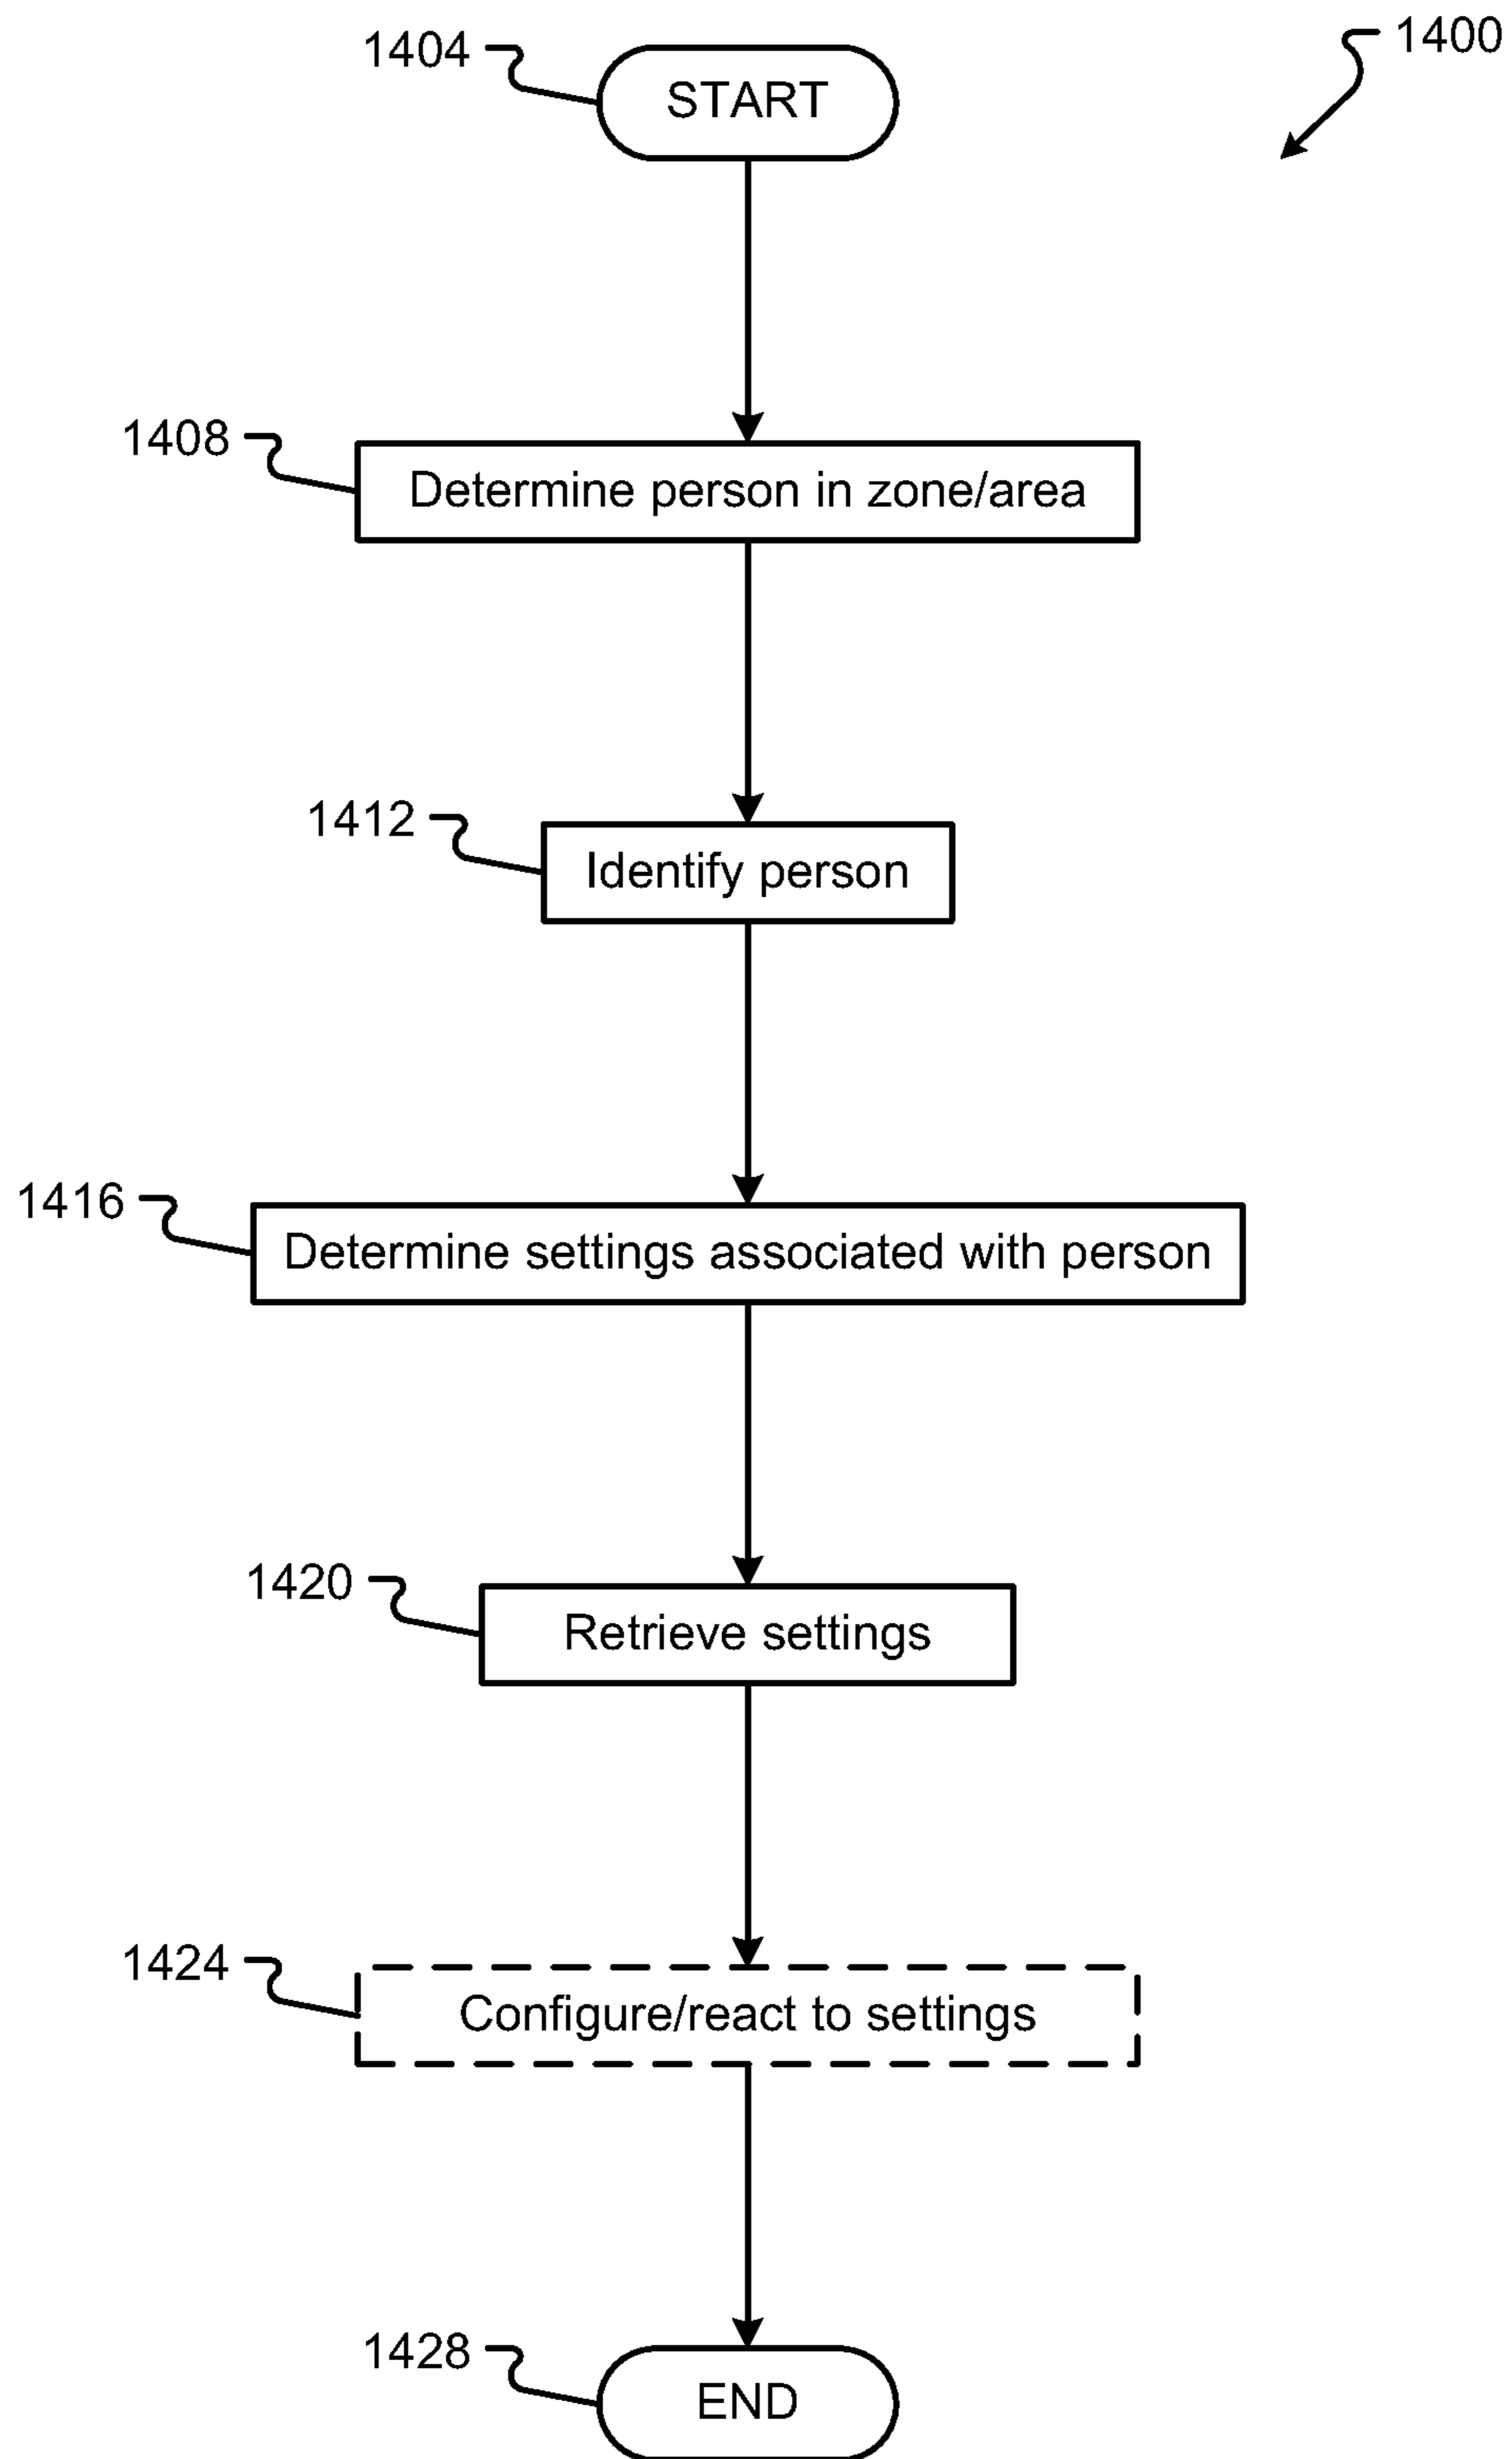 1400
1404
START
1408
Determine person in zone/area
1412
Identify person
1416
Determine settings associated with person
1420
Retrieve settings
1424
Configure/react to settings
1428
END